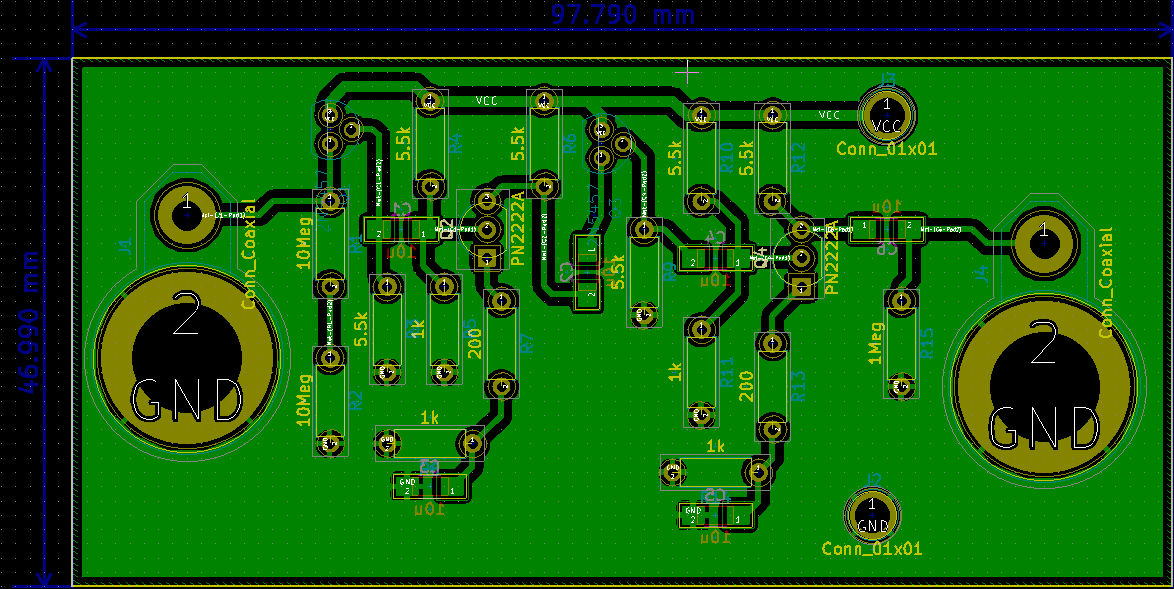 97.790 mm
46.990 mm
J3
1
VCC
Conn_01x01
VCC
VCC
5.5k
R4
5.5k
R6
5.5k
R10
5.5k
R12
J1
1
Conn_Coaxial
2
GND
10Meg
R1
10Meg
R2
C1
10u
Q2
PN2222A
5.5k
1k
200
R7
C2
5.5k
R9
C4
10u
Q4
PN2222A
10u
C6
1k
R11
200
R13
1Meg
R15
J4
1
Conn_Coaxial
2
GND
1k
C3
GND
2
1
10u
1k
GND
C5
GND
2
1
10u
J2
1
GND
Conn_01x01